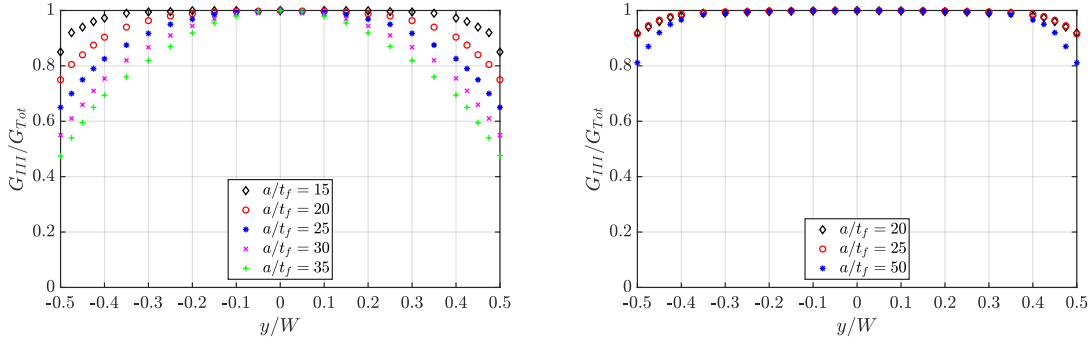 G_{III}/G_{Tot}
1
0.8
0.6
0.4
0.2
0
-0.5 -0.4 -0.3 -0.2 -0.1 0 0.1 0.2 0.3 0.4 0.5
y/W
a/t_f = 15
a/t_f = 20
a/t_f = 25
a/t_f = 30
a/t_f = 35
G_{III}/G_{Tot}
1
0.8
0.6
0.4
0.2
0
-0.5 -0.4 -0.3 -0.2 -0.1 0 0.1 0.2 0.3 0.4 0.5
y/W
a/t_f = 20
a/t_f = 25
a/t_f = 50